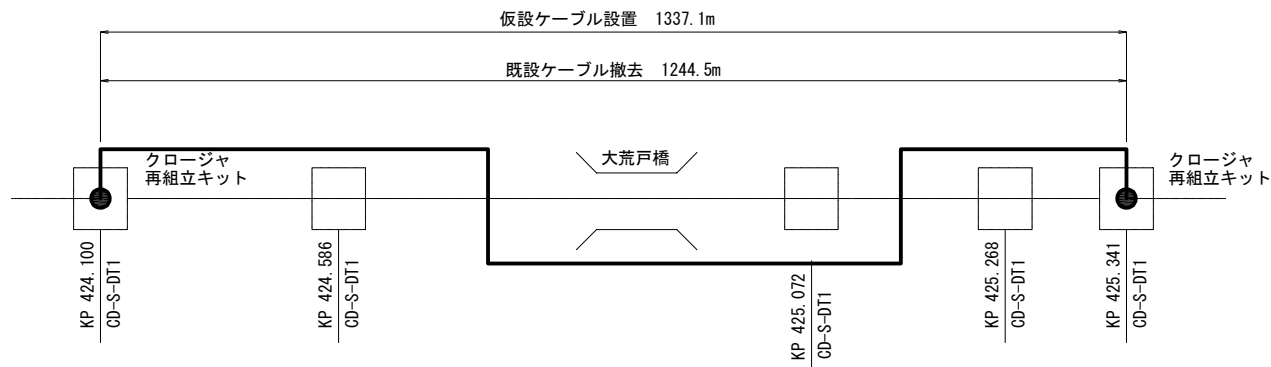 仮設ケーブル設置 1337.1m
既設ケーブル撤去 1244.5m
クロージャ
再組立キット
大荒戸橋
クロージャ
再組立キット
KP 424.100
CD-S-DT1
KP 424.586
CD-S-DT1
KP 425.072
CD-S-DT1
KP 425.268
CD-S-DT1
KP 425.341
CD-S-DT1